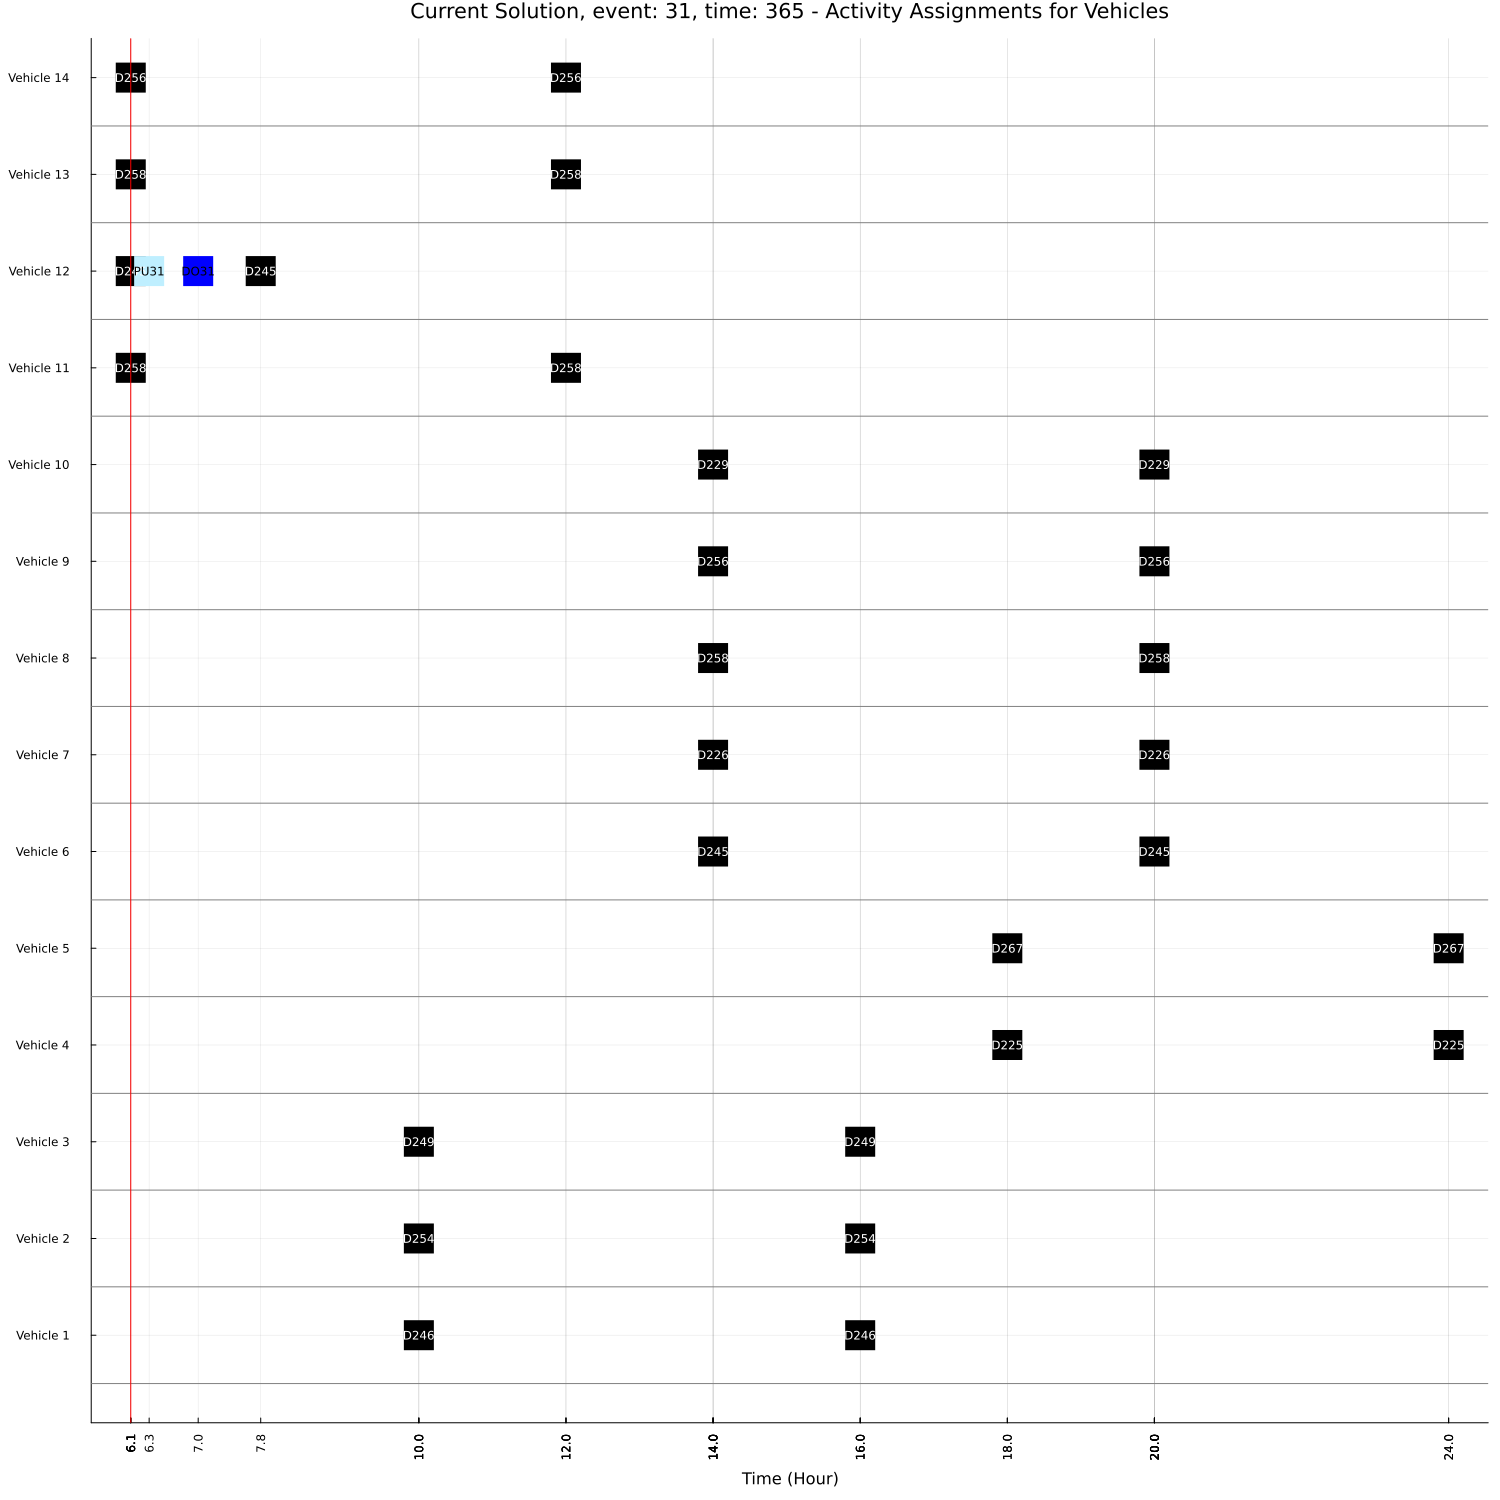 Current Solution, event: 31, time: 365 - Activity Assignments for Vehicles
Vehicle 14 D256 D256
Vehicle 13 D258 D258
Vehicle 12 PU31 DO31 D245
Vehicle 11 D258 D258
Vehicle 10 D229 D229
Vehicle 9 D256 D256
Vehicle 8 D258 D258
Vehicle 7 D226 D226
Vehicle 6 D245 D245
Vehicle 5 D267 D267
Vehicle 4 D225 D225
Vehicle 3 D249 D249
Vehicle 2 D254 D254
Vehicle 1 D246 D246
6.1 6.3 7.0 7.8 10.0 12.0 14.0 16.0 18.0 20.0 24.0
Time (Hour)